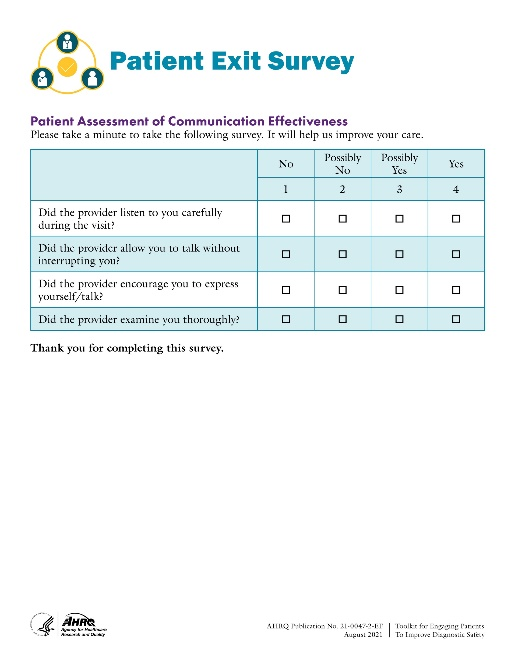 Patient Exit Survey
Patient Assessment of Communication Effectiveness
Please take a minute to take the following survey. It will help us improve your care.
No
Possibly
No
Possibly
Yes
Yes
1
2
3
4
Did the provider listen to you carefully
during the visit?
Did the provider allow you to talk without
interrupting you?
Did the provider encourage you to express
yourself/talk?
Did the provider examine you thoroughly?
Thank you for completing this survey.
AHRQ
Agency for Healthcare
Research and Quality
AHRQ Publication No. 21-0047-2-EF
August 2021
Toolkit for Engaging Patients
To Improve Diagnostic Safety